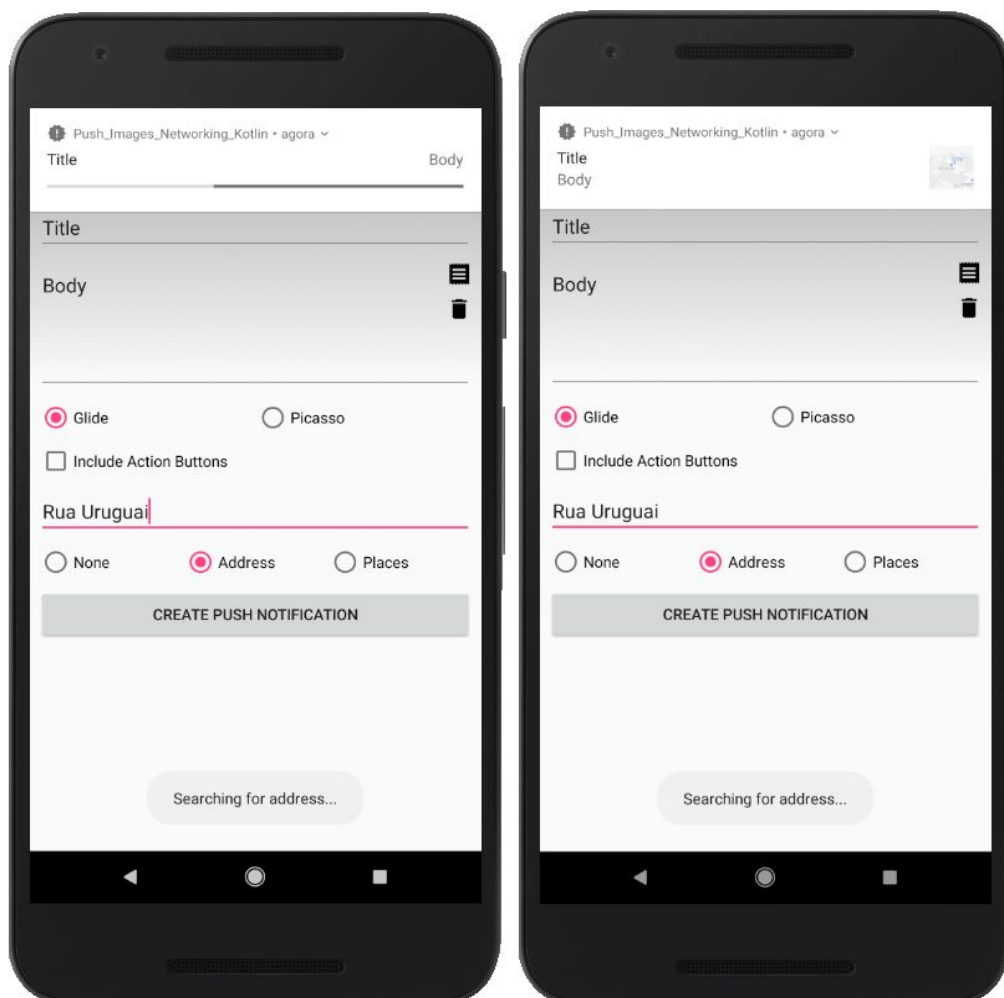 Push_Images_Networking_Kotlin • agora
Title Body
Title
Body
Glide Picasso
Include Action Buttons
Rua Uruguai
None Address Places
CREATE PUSH NOTIFICATION
Searching for address...
Push_Images_Networking_Kotlin • agora
Title
Body
Title
Body
Glide Picasso
Include Action Buttons
Rua Uruguai
None Address Places
CREATE PUSH NOTIFICATION
Searching for address...